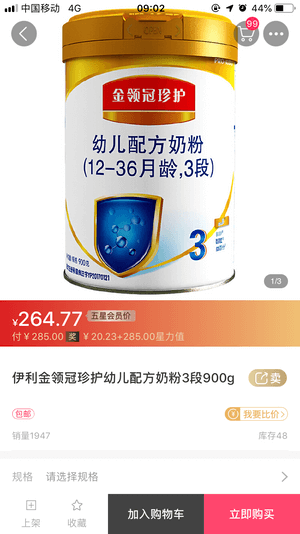 中国移动 4G 09:02 44%
99
金领冠珍护
幼儿配方奶粉
(12-36月龄,3段)
3
900克
1/3
¥264.77 五星会员价
付 ¥ 285.00 奖 ¥ 20.23+285.00星力值
伊利金领冠珍护幼儿配方奶粉3段900g
卖
包邮 我要比价>
销量1947 库存48
规格 请选择规格
上架 收藏 加入购物车 立即购买